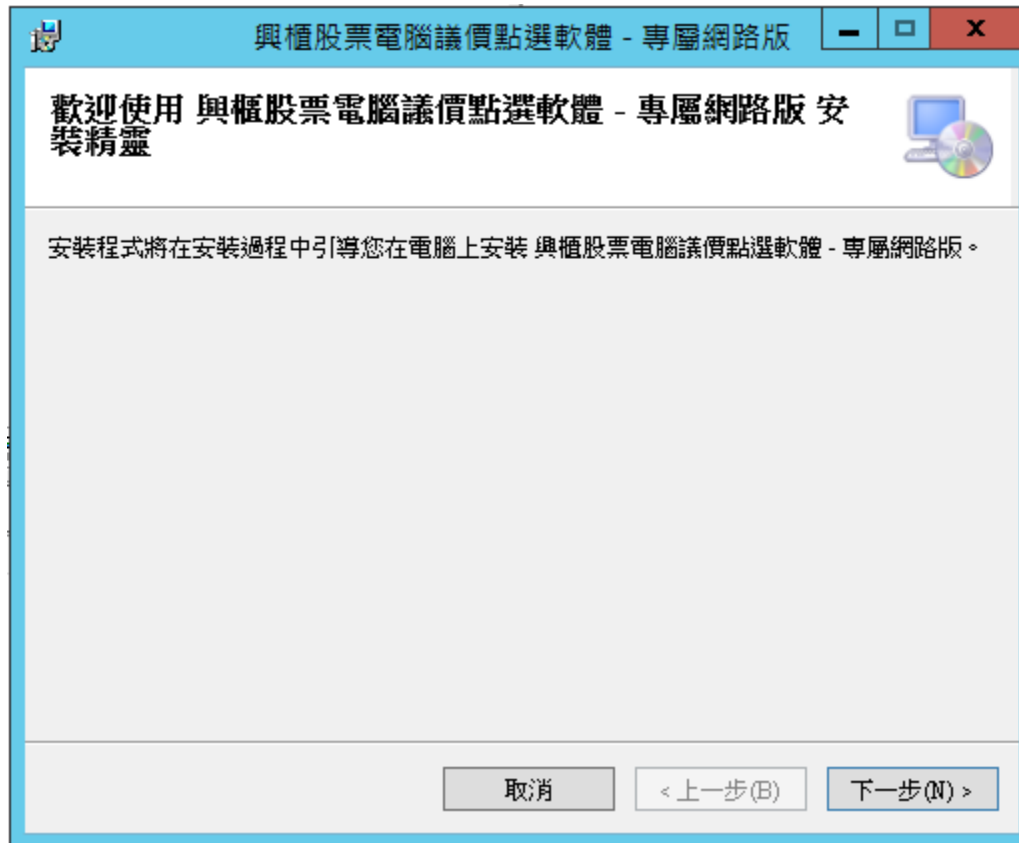 興櫃股票電腦議價點選軟體 - 專屬網路版
歡迎使用 興櫃股票電腦議價點選軟體 - 專屬網路版 安
裝精靈
安裝程式將在安裝過程中引導您在電腦上安裝 興櫃股票電腦議價點選軟體 - 專屬網路版。
取消
< 上一步(B)
下一步(N) >